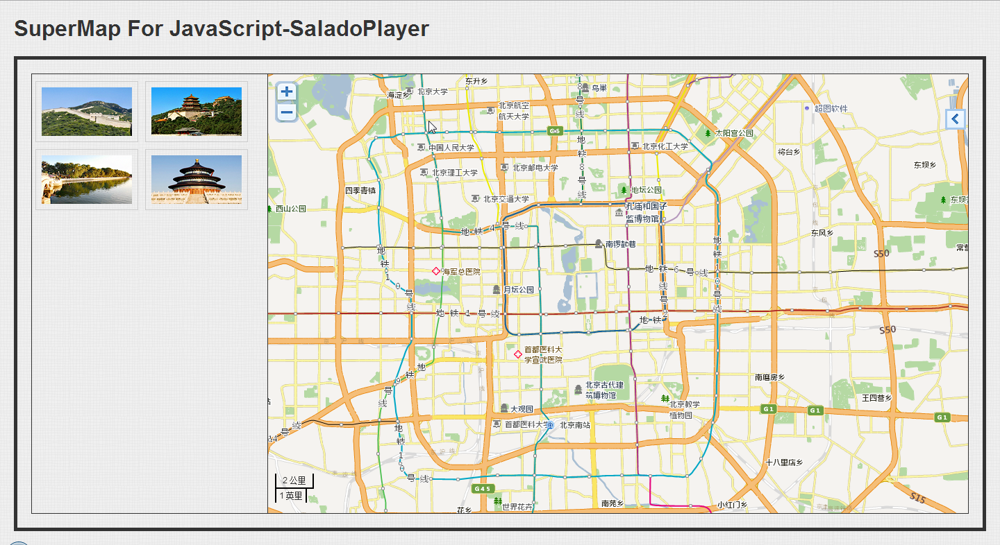 SuperMap For JavaScript-SaladoPlayer
海淀乡
北京大学
东升乡
8号线
鸟巢
北京航空
航天大学
超图软件
G45
太阳宫公园
中国人民大学
北京化工大学
将台乡
地铁8号线
东坝乡
北京理工大学
北京邮电大学
四季青镇
地坛公园
北京交通大学
西山公园
孔庙和国子
监博物馆
地铁4号线
东风乡
南锣鼓巷
地铁10号线
S50
海军总医院
地铁6号线
地铁10号线
月坛公园
地铁1号线
地铁2号线
S50
首都医科大
学宣武医院
地铁9号线
南磨房乡
北京古代建
筑博物馆
王四营乡
北京教学
植物园
大观园
G1
G1
G1
首都医科大学
北京南站
号线
地铁10号线
十八里店乡
2 公里
1 英里
G45
世界花卉
花乡
南苑乡
小红门乡
S15